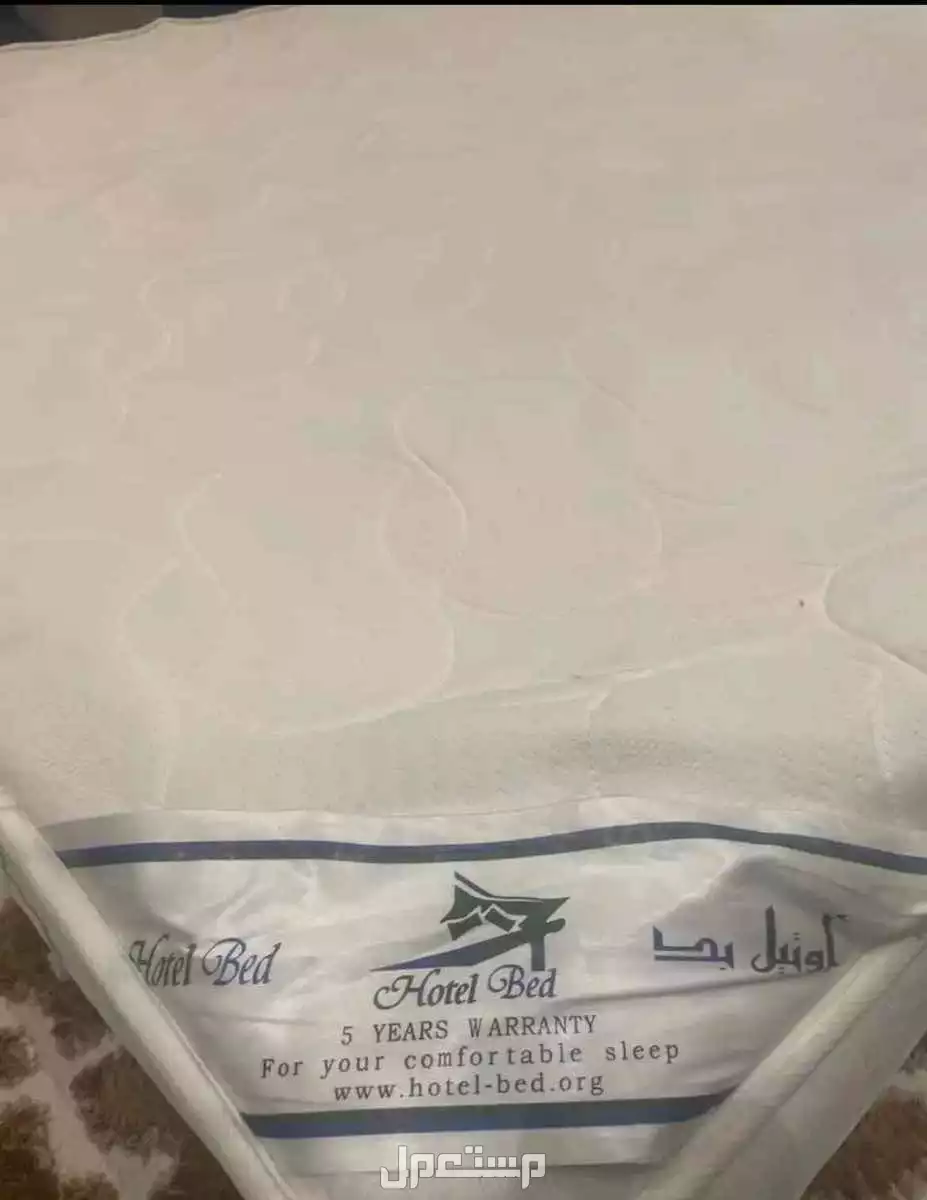 Hotel Bed
Hotel Bed
أوتيل بد
5 YEARS WARRANTY
For your comfortable sleep
www.hotel-bed.org
مستعمل